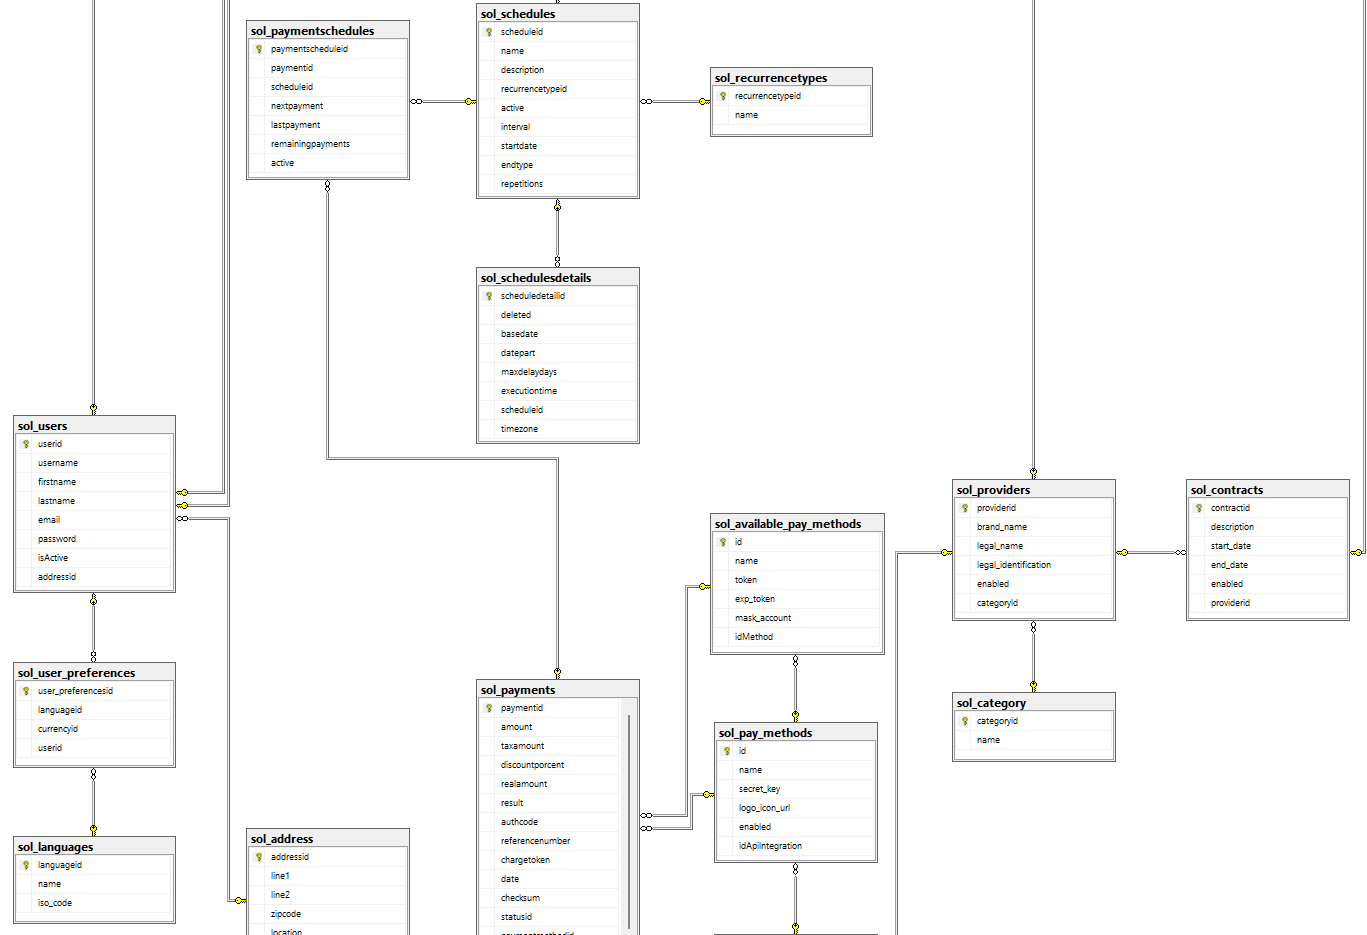 sol_paymentschedules
paymentscheduleid
paymentid
scheduleid
nextpayment
lastpayment
remainingpayments
active
sol_schedules
scheduleid
name
description
recurrencetypeid
active
interval
startdate
endtype
repetitions
sol_recurrencetypes
recurrencetypeid
name
sol_schedulesdetails
scheduledetailid
deleted
basedate
datepart
maxdelaydays
executiontime
scheduleid
timezone
sol_users
userid
username
firstname
lastname
email
password
isActive
addressid
sol_user_preferences
user_preferencesid
languageid
currencyid
userid
sol_languages
languageid
name
iso_code
sol_address
addressid
line1
line2
zipcode
location
sol_payments
paymentid
amount
taxamount
discountporcent
realamount
result
authcode
referencenumber
chargetoken
date
checksum
statusid
paymentmethodid
sol_available_pay_methods
id
name
token
exp_token
mask_account
idMethod
sol_pay_methods
id
name
secret_key
logo_icon_url
enabled
idApiIntegration
sol_providers
providerid
brand_name
legal_name
legal_identification
enabled
categoryId
sol_category
categoryid
name
sol_contracts
contractid
description
start_date
end_date
enabled
providerid